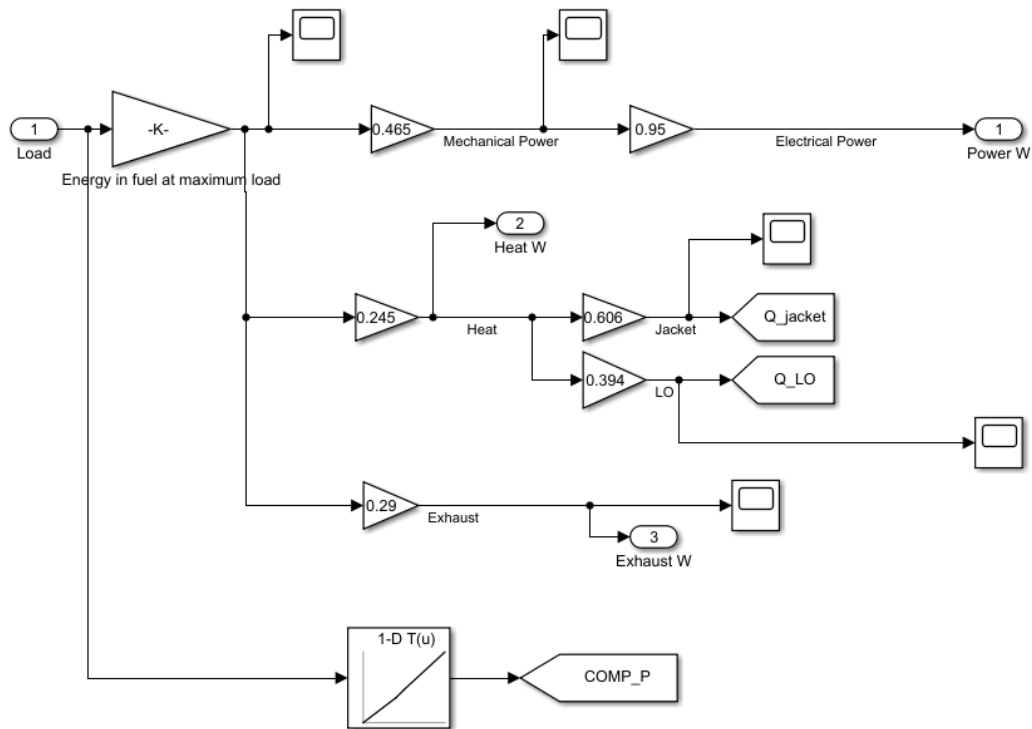 1
Load
-K-
Energy in fuel at maximum load
0.465
Mechanical Power
0.95
Electrical Power
1
Power W
2
Heat W
0.245
Heat
0.606
Jacket
Q_jacket
0.394
LO
Q_LO
0.29
Exhaust
3
Exhaust W
1-D T(u)
COMP_P